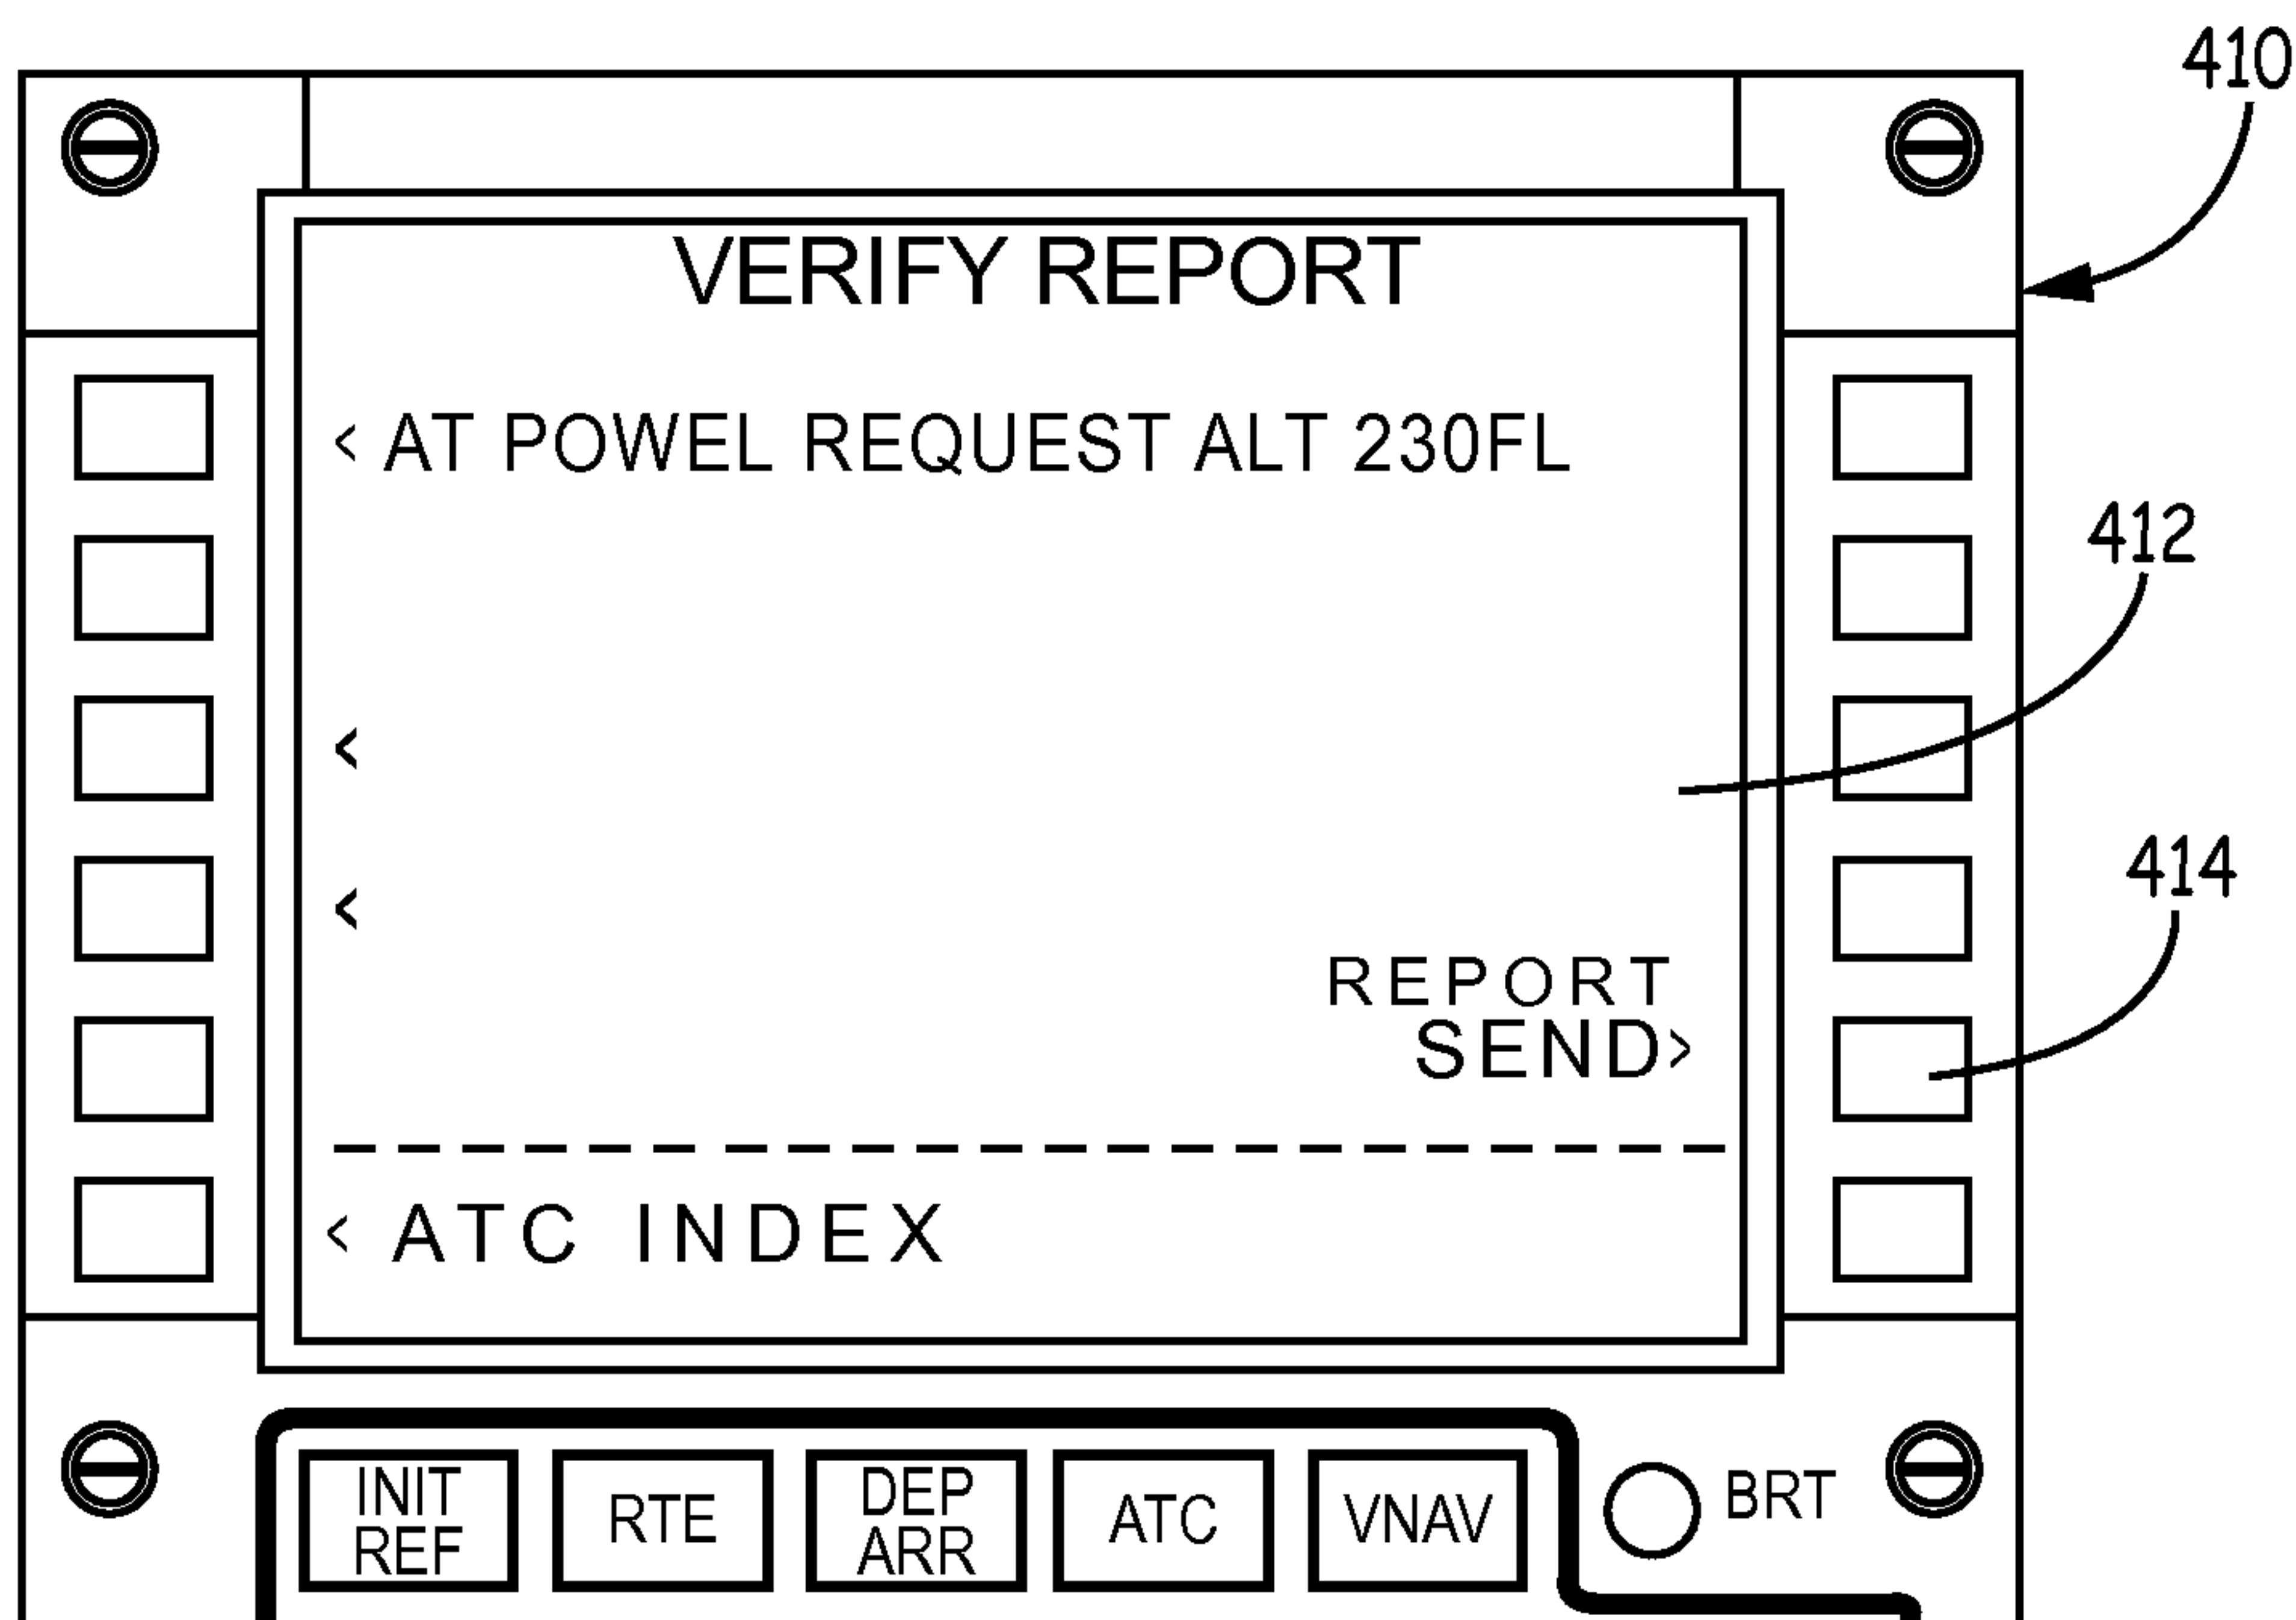 410
VERIFY REPORT
< AT POWEL REQUEST ALT 230FL
412
<
414
<
REPORT
SEND>
< ATC INDEX
INIT
REF
RTE
DEP
ARR
ATC
VNAV
BRT